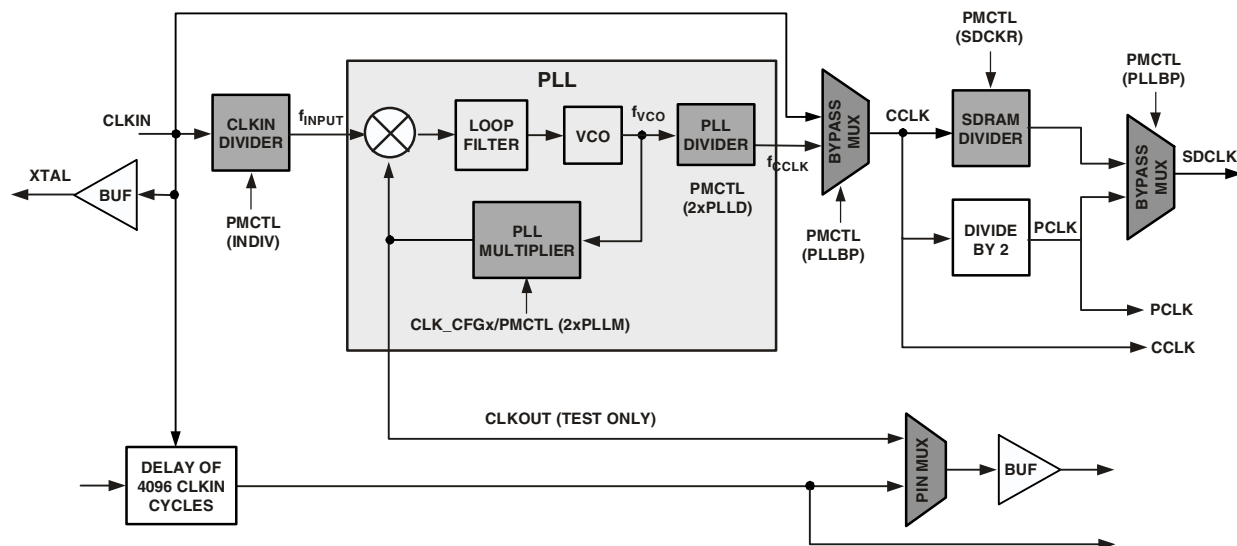 PMCTL
(SDCKR)
PMCTL
(PLLBP)
PLL
CLKIN
CLKIN
DIVIDER
fINPUT
LOOP
FILTER
VCO
fVCO
PLL
DIVIDER
fCCLK
BYPASS
MUX
CCLK
SDRAM
DIVIDER
BYPASS
MUX
SDCLK
XTAL
BUF
PMCTL
(INDIV)
PMCTL
(2xPLLD)
PLL
MULTIPLIER
PMCTL
(PLLBP)
DIVIDE
BY 2
PCLK
CLK_CFGx/PMCTL (2xPLLM)
PCLK
CCLK
CLKOUT (TEST ONLY)
DELAY OF
4096 CLKIN
CYCLES
PIN MUX
BUF